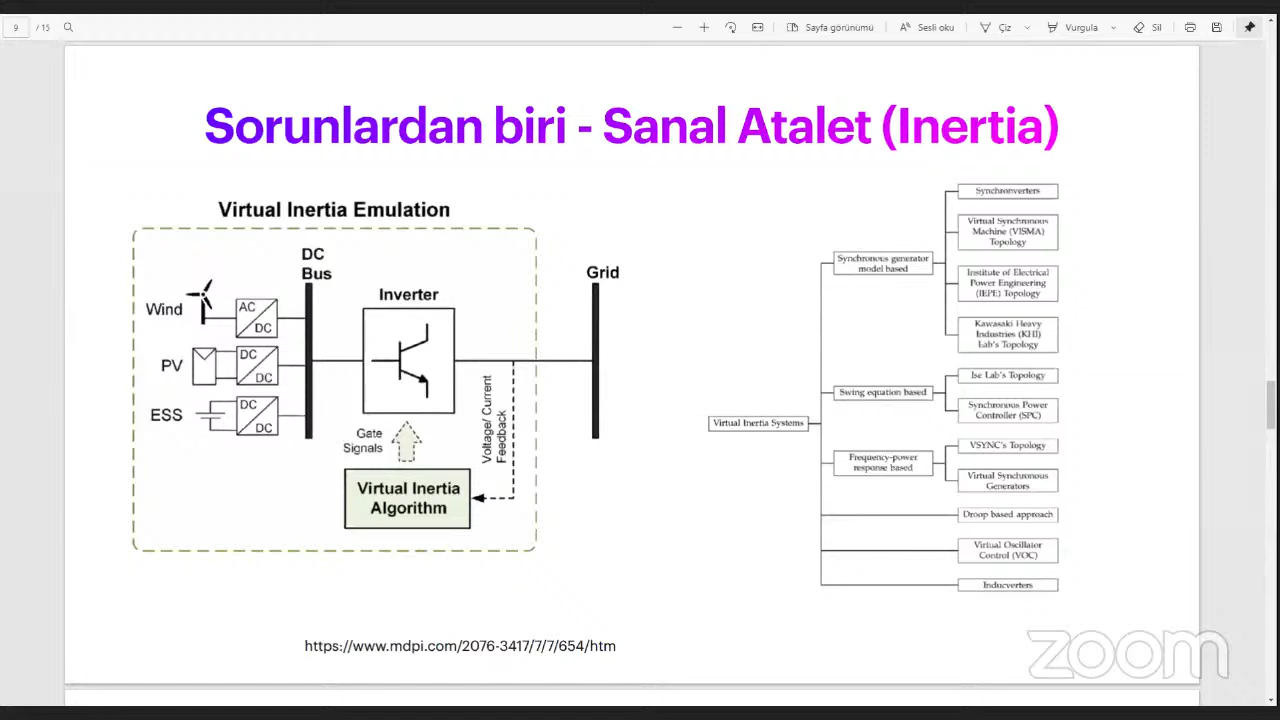 9 / 15
Sayfa görünümü
Sesli oku
Çiz
Vurgula
Sil
Sorunlardan biri - Sanal Atalet (Inertia)
Virtual Inertia Emulation
DC
Bus
Grid
Inverter
Wind
AC
DC
PV
DC
DC
ESS
DC
DC
Gate
Signals
Voltage/ Current
Feedback
Virtual Inertia
Algorithm
Virtual Inertia Systems
Synchronous generator
model based
Synchronverters
Virtual Synchronous
Machine (VISMA)
Topology
Institute of Electrical
Power Engineering
(IEPE) Topology
Kawasaki Heavy
Industries (KHI)
Lab's Topology
Swing equation based
Ise Lab's Topology
Synchronous Power
Controller (SPC)
Frequency-power
response based
VSYNC's Topology
Virtual Synchronous
Generators
Droop based approach
Virtual Oscillator
Control (VOC)
Inducverters
https://www.mdpi.com/2076-3417/7/7/654/htm
zoom